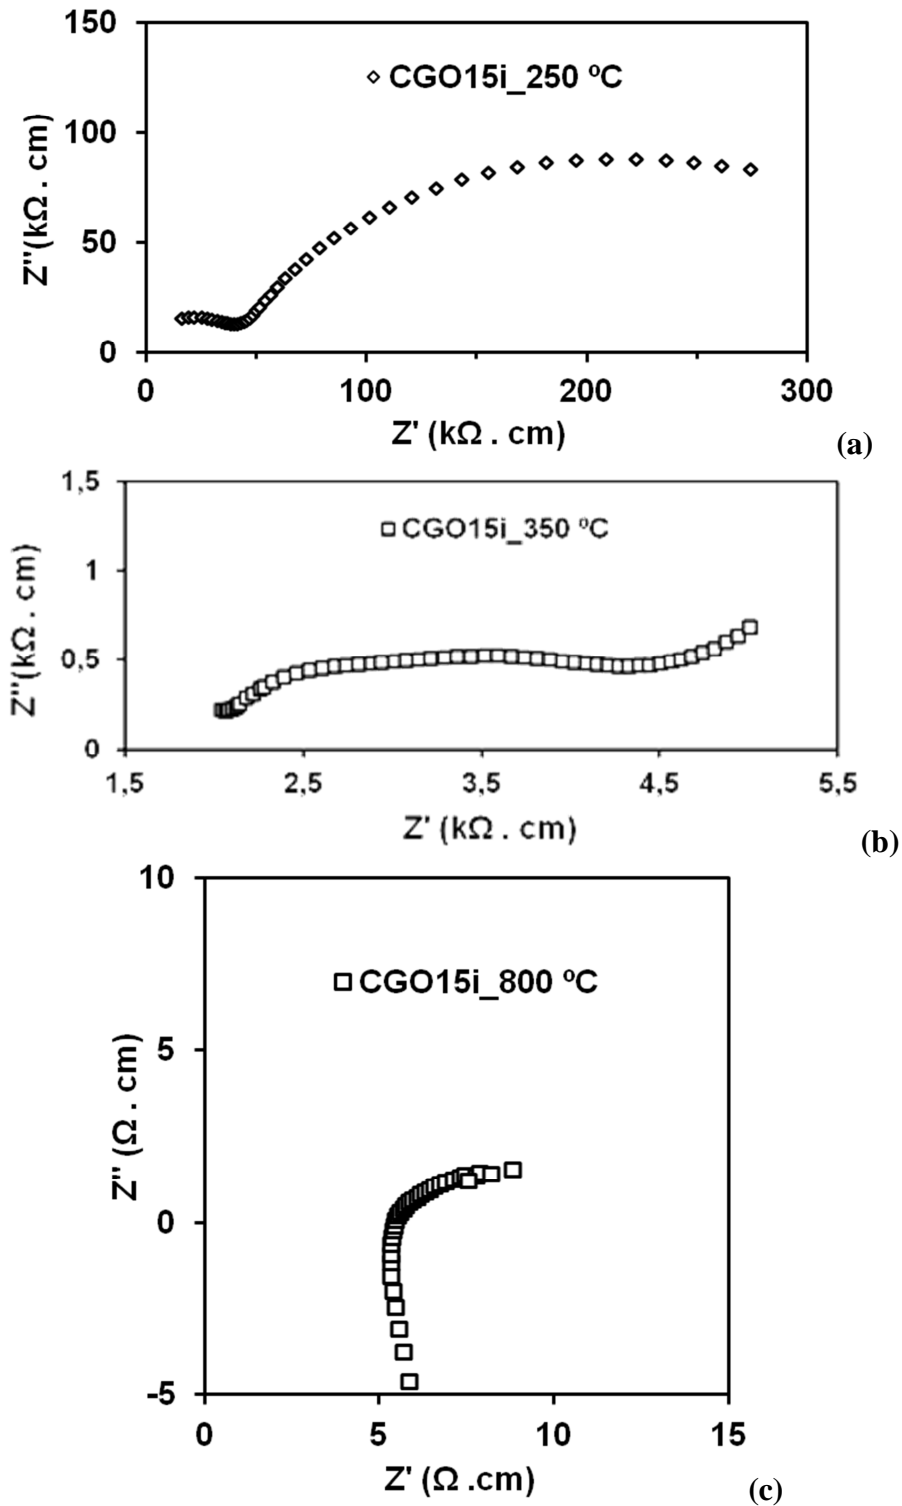 150
◇ CGO15i_250 ºC
100
50
0
Z''(kΩ . cm)
0 100 200 300
Z' (kΩ . cm)
(a)
1,5
□ CGO15i_350 ºC
1
0,5
0
Z''(kΩ . cm)
1,5 2,5 3,5 4,5 5,5
Z' (kΩ . cm)
(b)
10
□ CGO15i_800 ºC
5
0
-5
Z'' (Ω . cm)
0 5 10 15
Z' (Ω .cm)
(c)